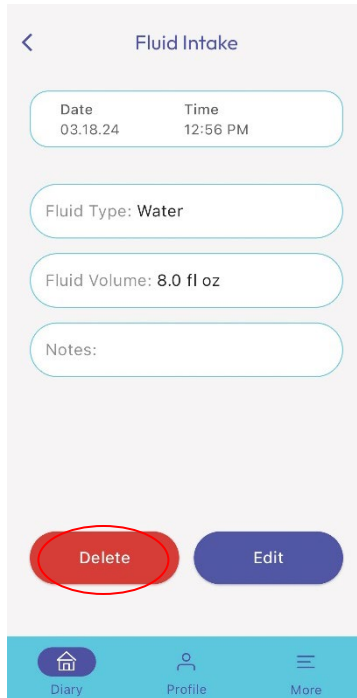 Fluid Intake
Date Time
03.18.24 12:56 PM
Fluid Type: Water
Fluid Volume: 8.0 fl oz
Notes:
Delete Edit
Diary Profile More